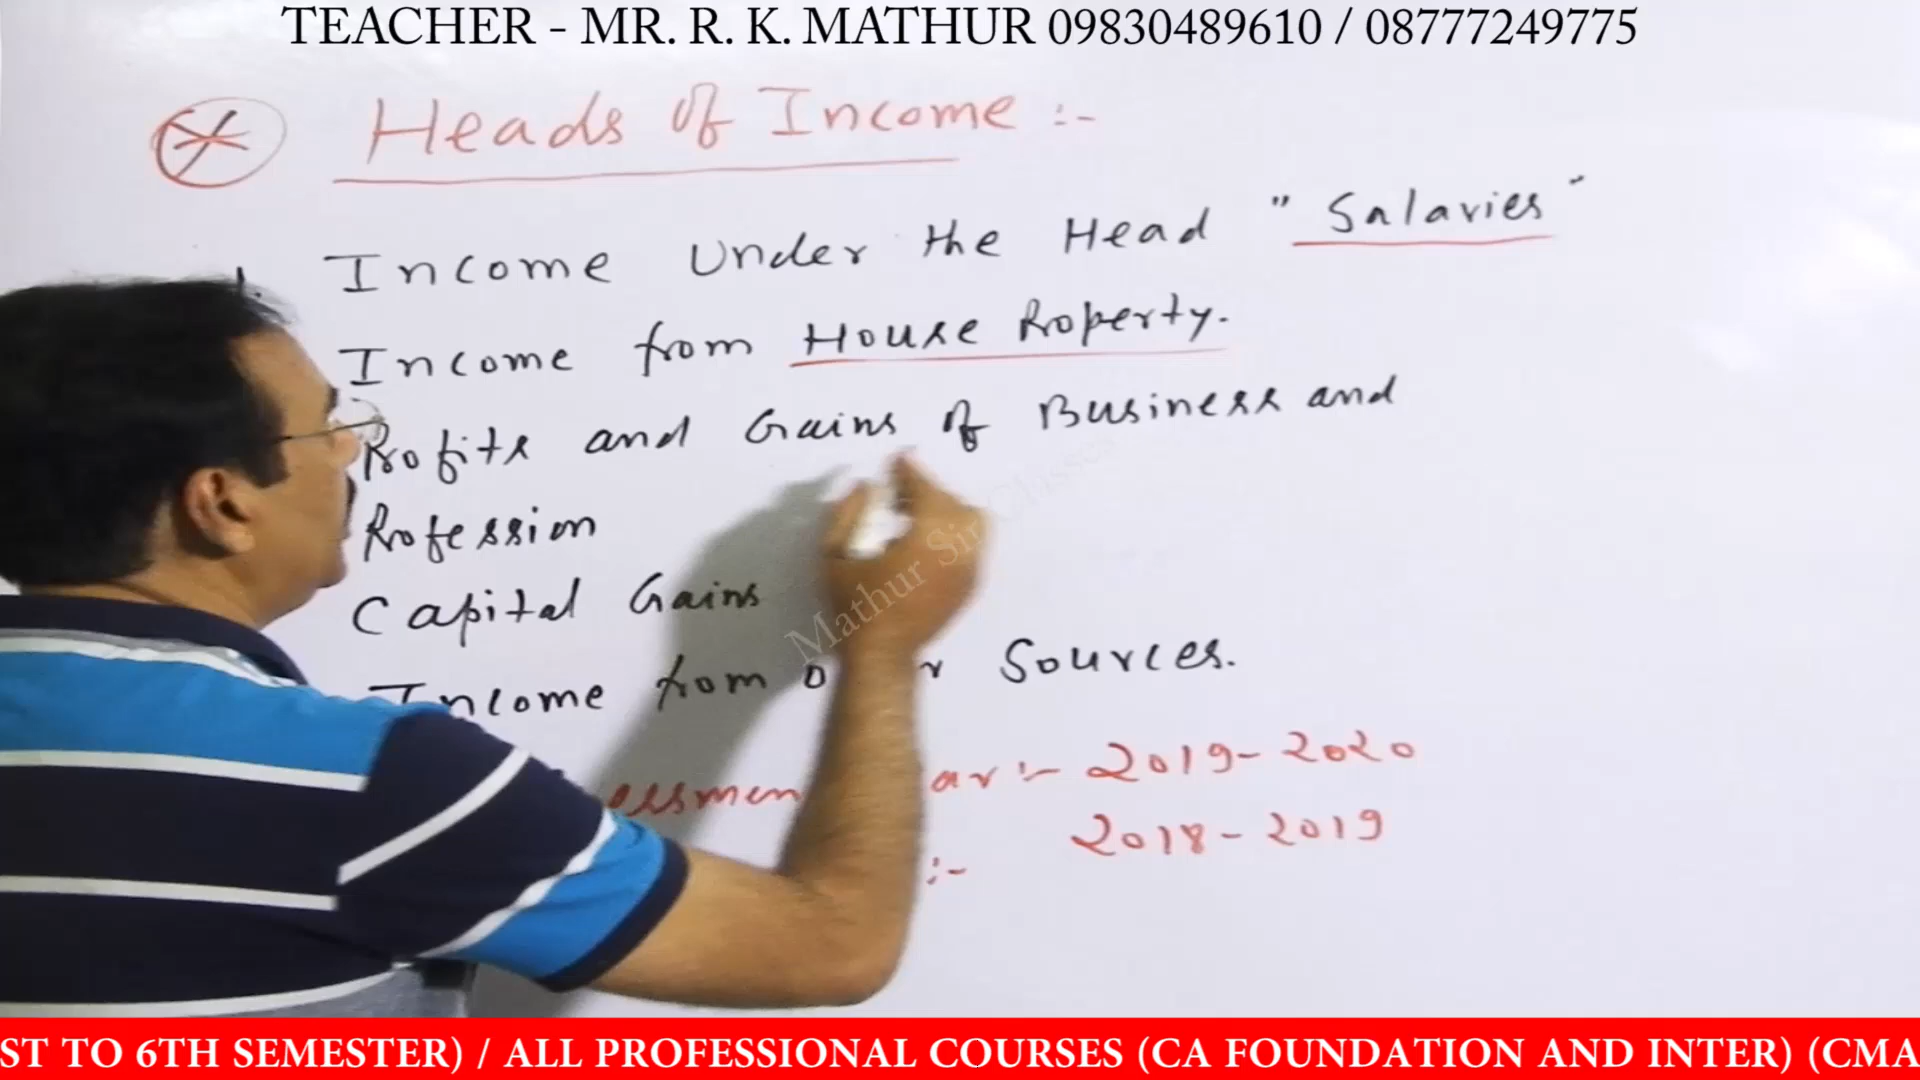 TEACHER - MR. R. K. MATHUR 09830489610 / 08777249775
Heads of Income :-
1. Income Under the Head "Salaries"
Income from House Property.
Profits and Gains of Business and
Profession
Capital Gains
Income from Sources.
:- 2019-2020
2018-2019
:-
Mathur Sir Classes
ST TO 6TH SEMESTER) / ALL PROFESSIONAL COURSES (CA FOUNDATION AND INTER) (CMA